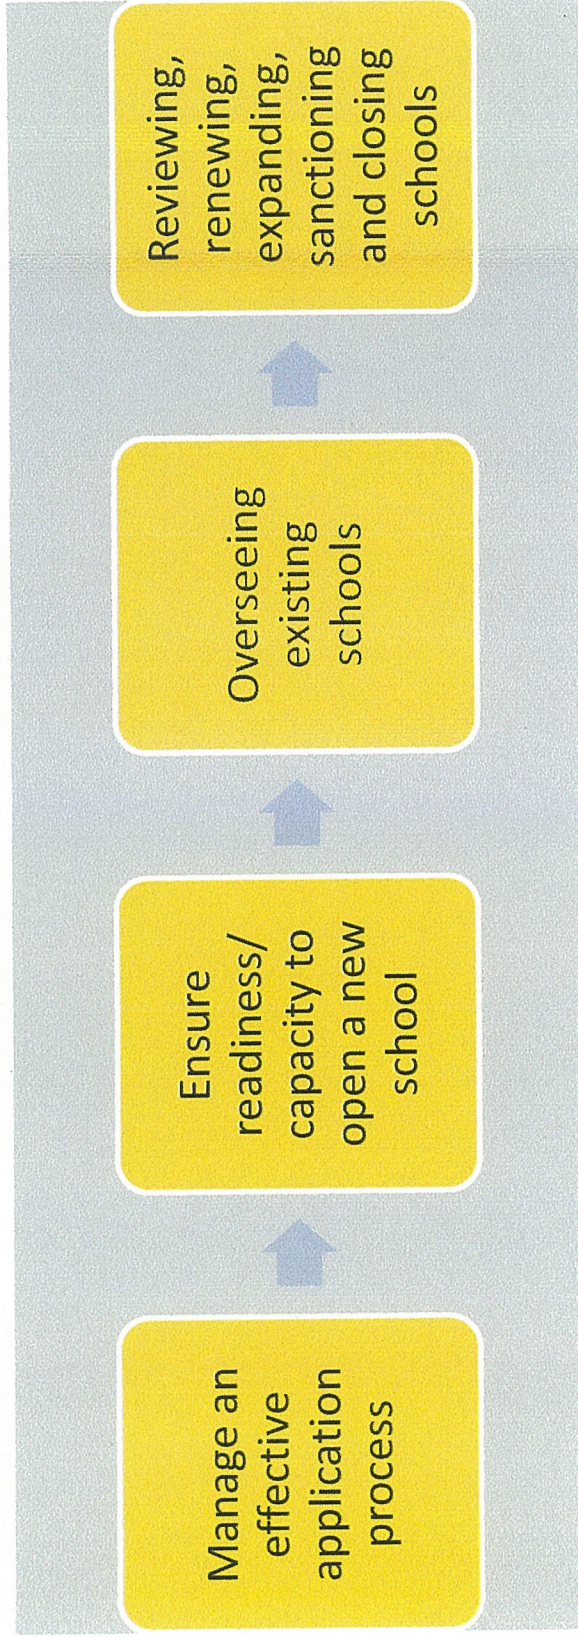 Manage an
effective
application
process
Ensure
readiness/
capacity to
open a new
school
Overseeing
existing
schools
Reviewing,
renewing,
expanding,
sanctioning
and closing
schools